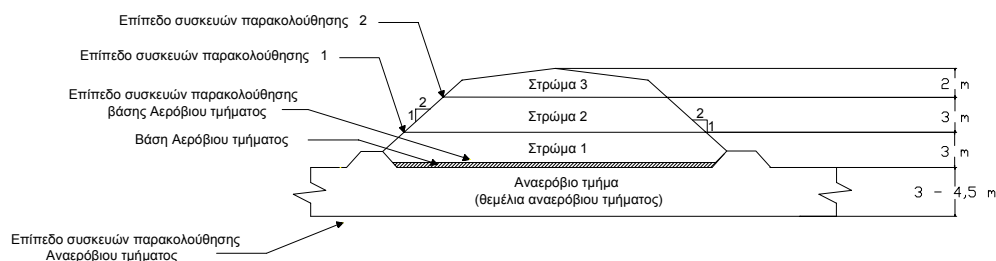 Επίπεδο συσκευών παρακολούθησης 2
Επίπεδο συσκευών παρακολούθησης 1
Επίπεδο συσκευών παρακολούθησης
βάσης Αερόβιου τμήματος
Βάση Αερόβιου τμήματος
Στρώμα 3
Στρώμα 2
Στρώμα 1
2
1
2
1
Αναερόβιο τμήμα
(θεμέλια αναερόβιου τμήματος)
2 m
3 m
3 m
3 - 4,5 m
Επίπεδο συσκευών παρακολούθησης
Αναερόβιου τμήματος